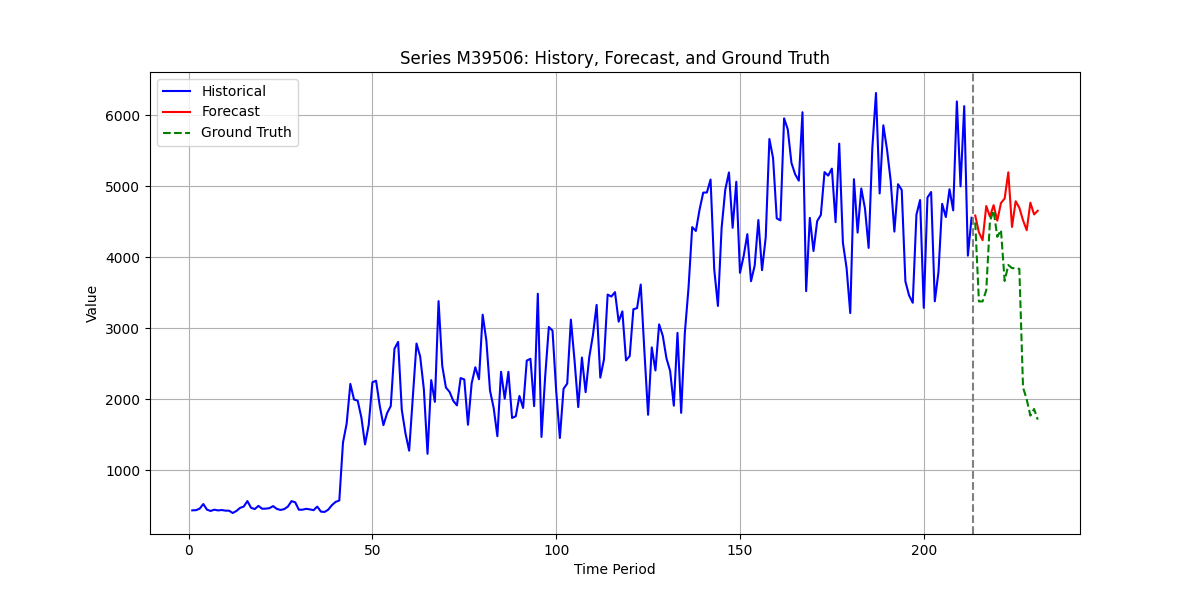 Series M39506: History, Forecast, and Ground Truth
Historical
Forecast
Ground Truth
6000
5000
4000
3000
2000
1000
Value
0
50
100
150
200
Time Period